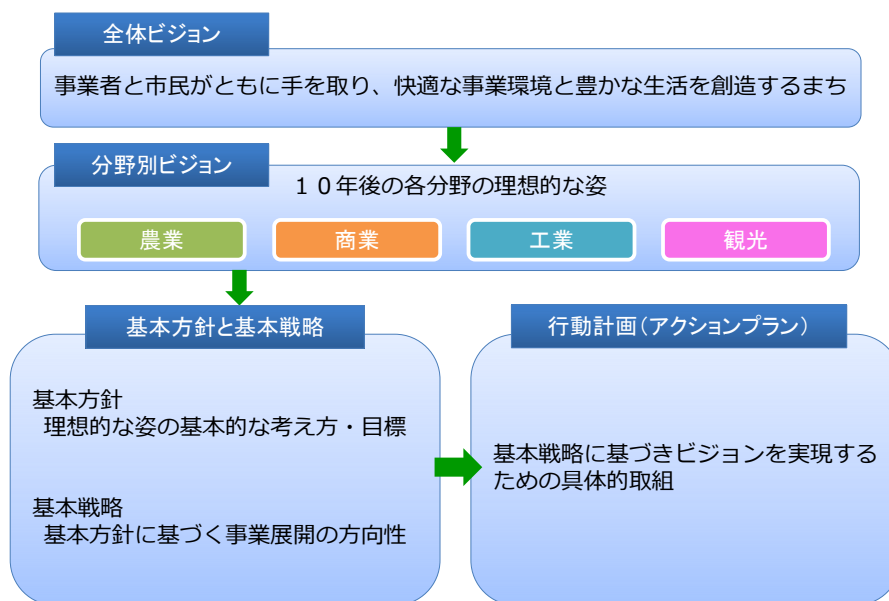 全体ビジョン
事業者と市民がともに手を取り、快適な事業環境と豊かな生活を創造するまち
分野別ビジョン
１０年後の各分野の理想的な姿
農業
商業
工業
観光
基本方針と基本戦略
基本方針
理想的な姿の基本的な考え方・目標
基本戦略
基本方針に基づく事業展開の方向性
行動計画（アクションプラン）
基本戦略に基づきビジョンを実現する
ための具体的取組